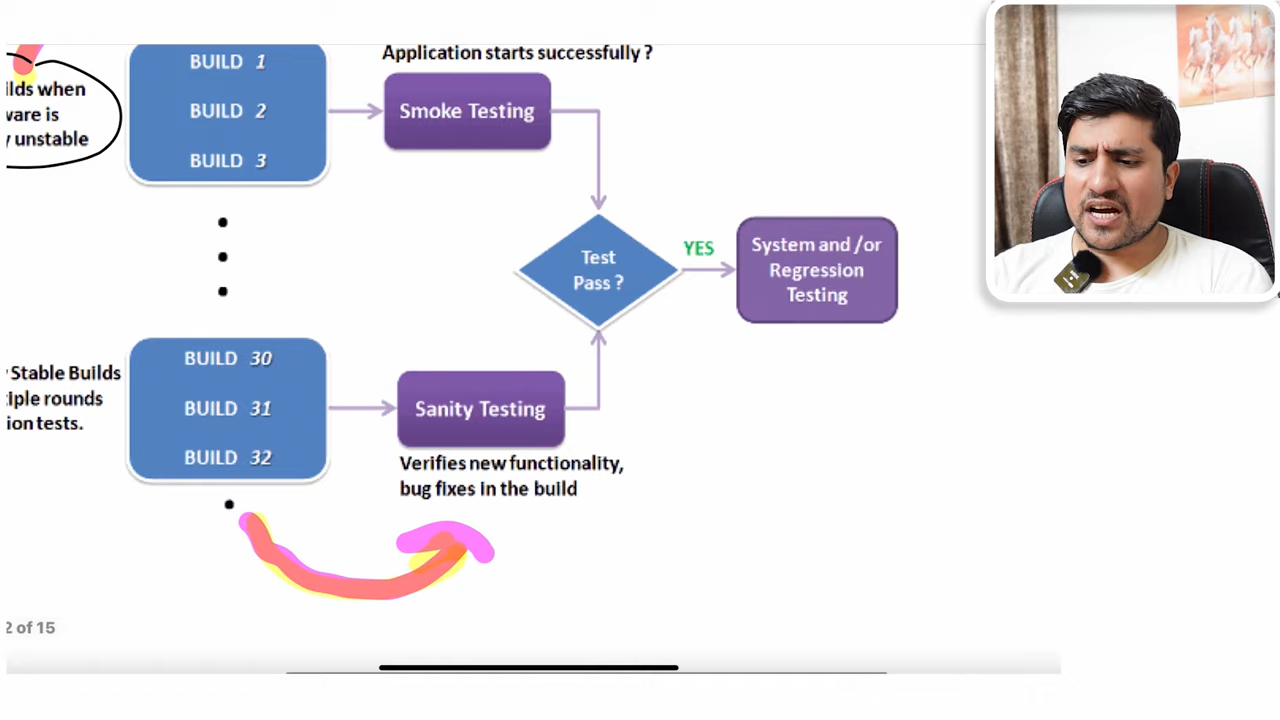 Application starts successfully ?
BUILD 1
BUILD 2
BUILD 3
ilds when
ware is
y unstable
Smoke Testing
Test
Pass ?
YES
System and /or
Regression
Testing
y Stable Builds
tiple rounds
ion tests.
BUILD 30
BUILD 31
BUILD 32
Sanity Testing
Verifies new functionality,
bug fixes in the build
2 of 15